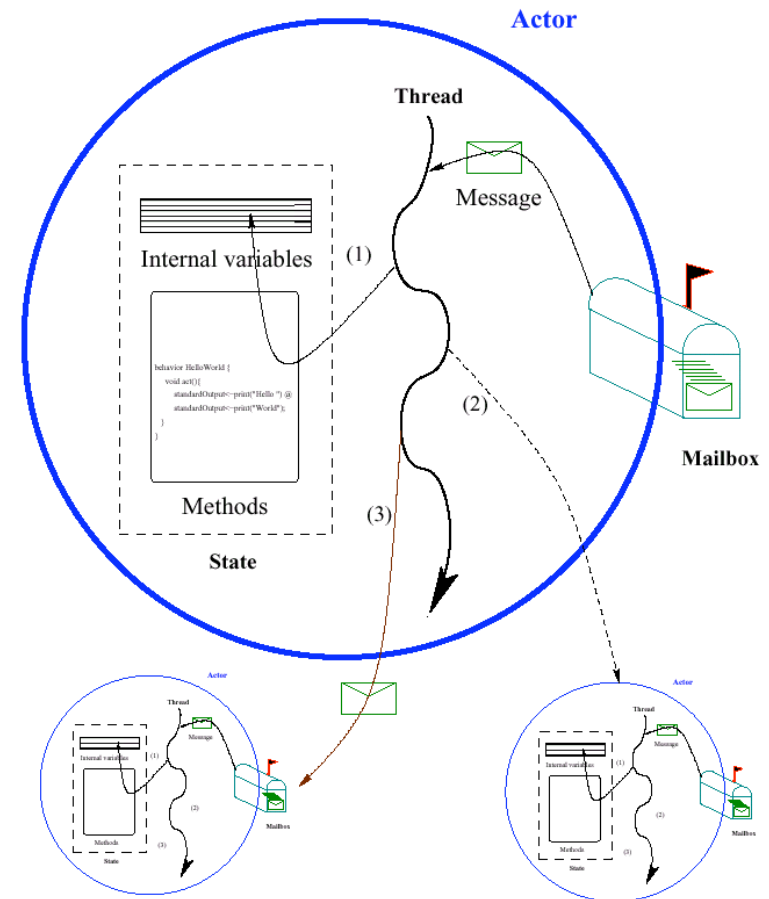 Actor
Thread
Message
Internal variables
(1)
behavior HelloWorld {
void act(){
standardOutput<-print("Hello ") @
standardOutput<-print("World");
}
}
(2)
Mailbox
Methods
(3)
State
Actor
Thread
Message
Internal variables
(1)
(2)
Mailbox
Methods
(3)
State
Actor
Thread
Message
Internal variables
(1)
(2)
Mailbox
Methods
(3)
State